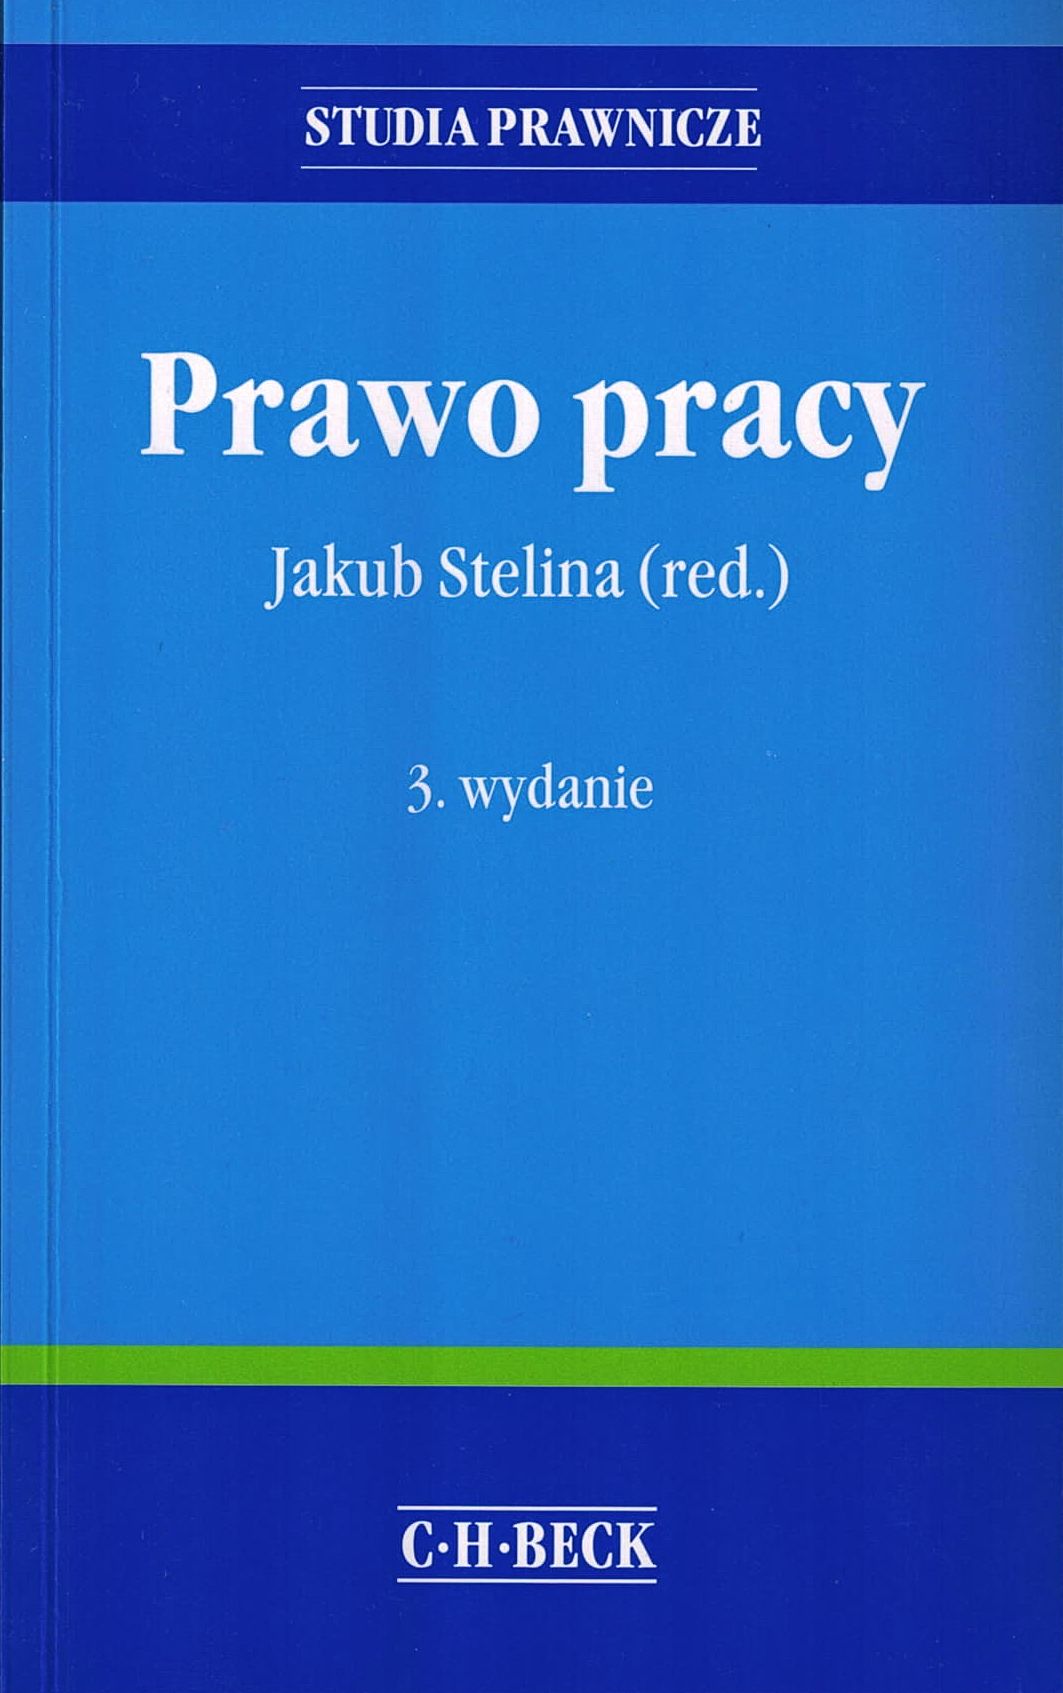 STUDIA PRAWNICZE
Prawo pracy
Jakub Stelina (red.)
3. wydanie
C·H·BECK